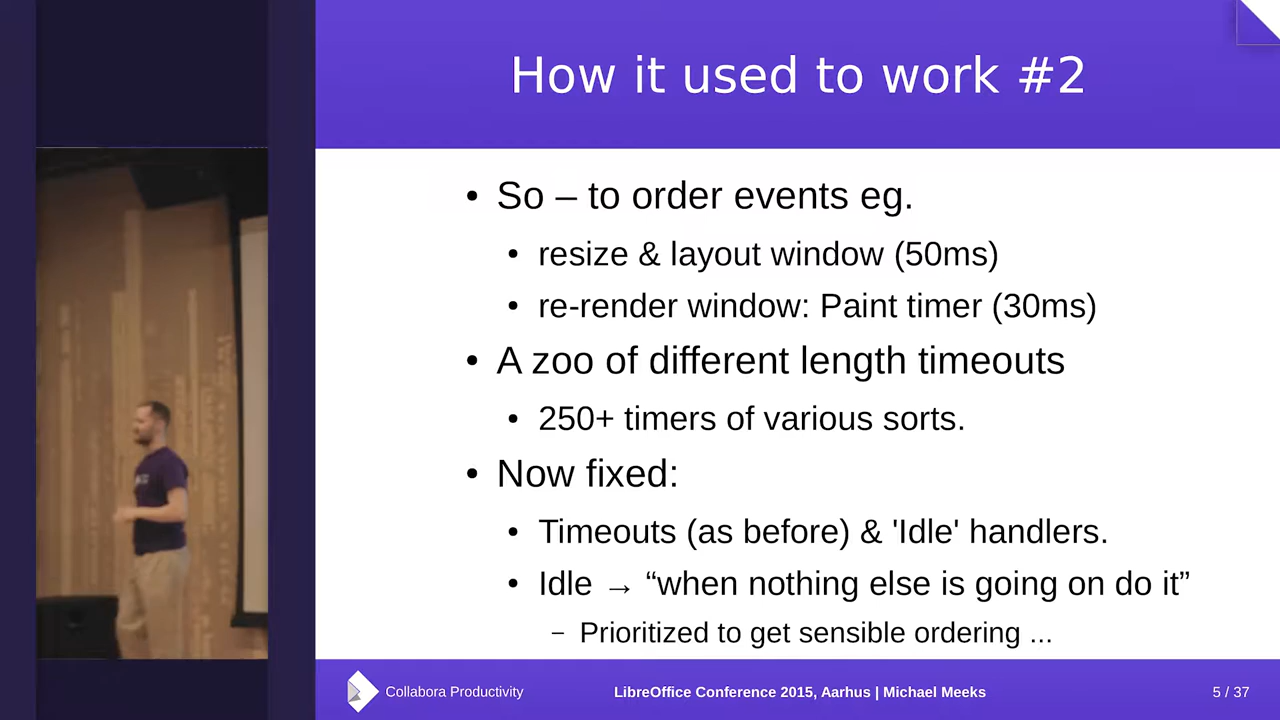 How it used to work #2
• So – to order events eg.
• resize & layout window (50ms)
• re-render window: Paint timer (30ms)
• A zoo of different length timeouts
• 250+ timers of various sorts.
• Now fixed:
• Timeouts (as before) & 'Idle' handlers.
• Idle → “when nothing else is going on do it”
– Prioritized to get sensible ordering ...
Collabora Productivity
LibreOffice Conference 2015, Aarhus | Michael Meeks
5 / 37